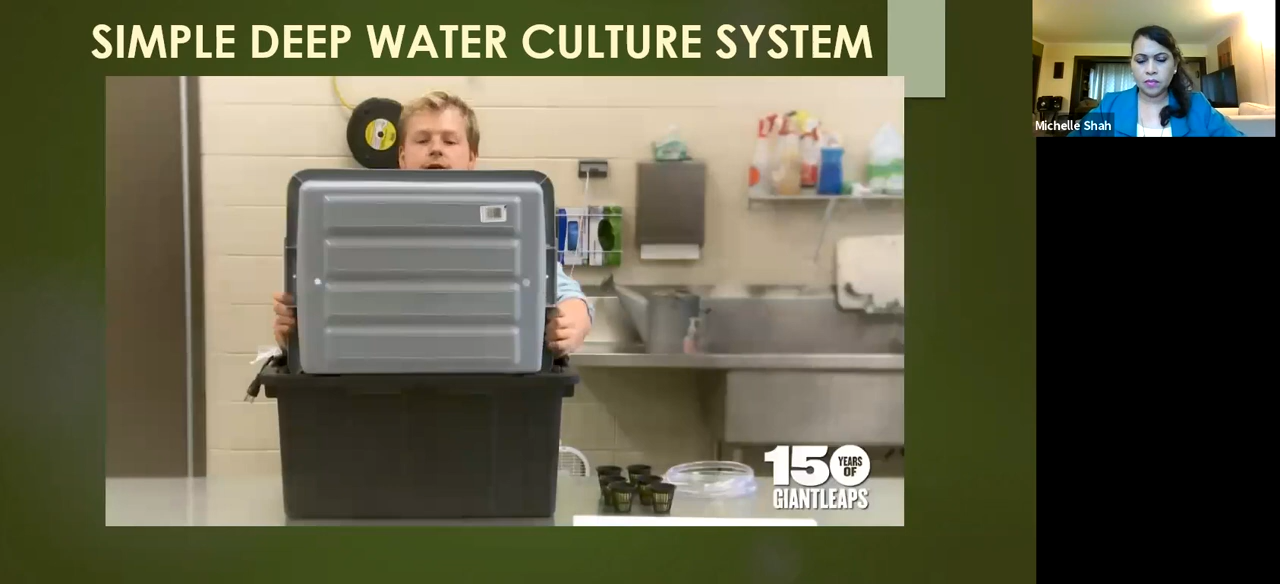 SIMPLE DEEP WATER CULTURE SYSTEM
Michelle Shah
150
YEARS
OF
GIANTLEAPS